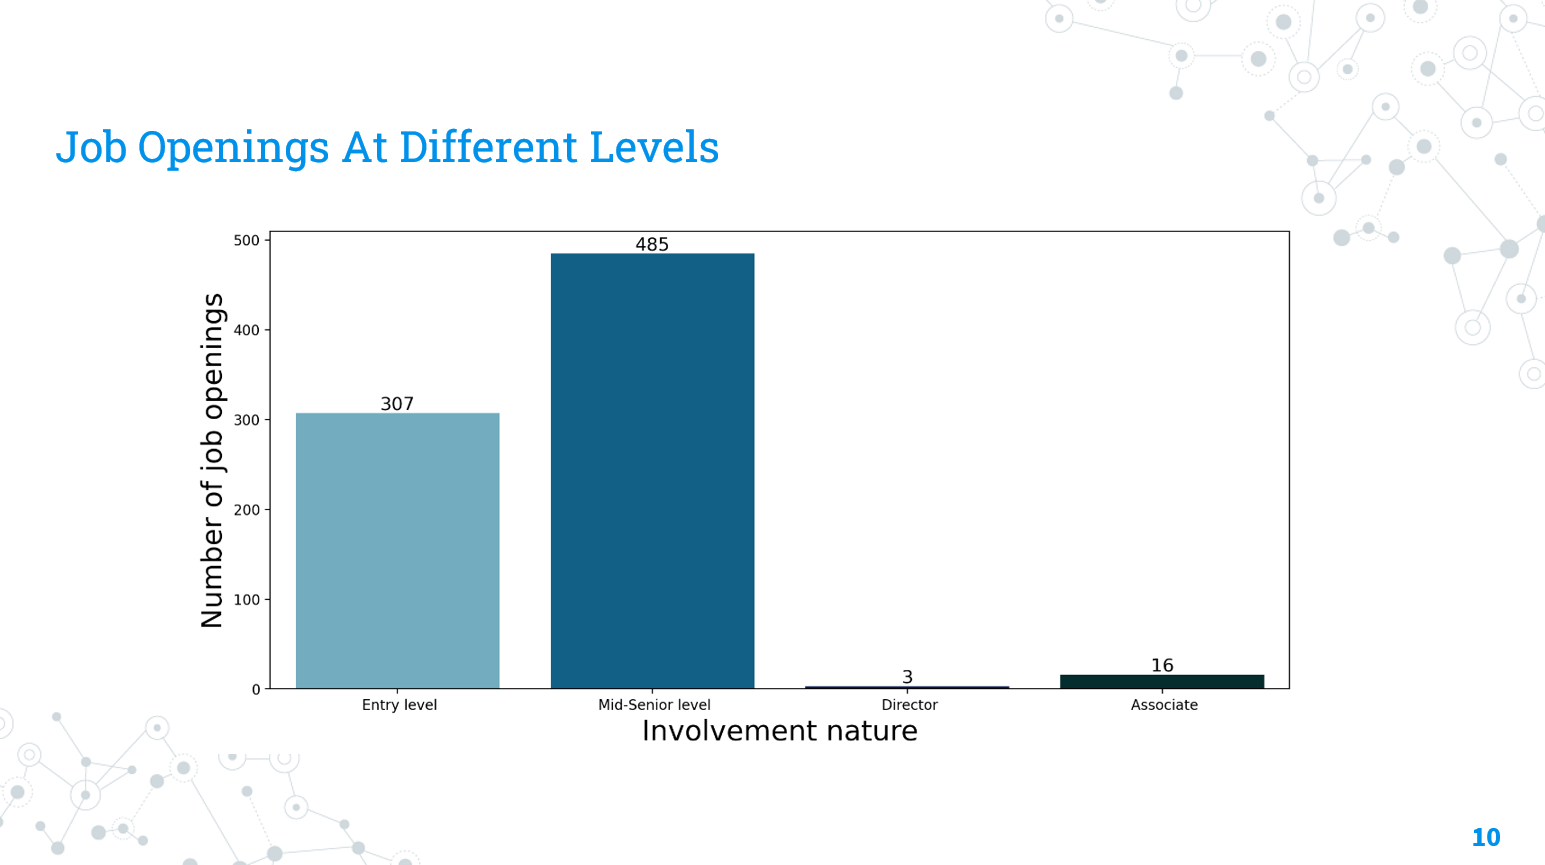 Job Openings At Different Levels
Number of job openings
500
400
300
200
100
0
307
485
3
16
Entry level
Mid-Senior level
Director
Associate
Involvement nature
10